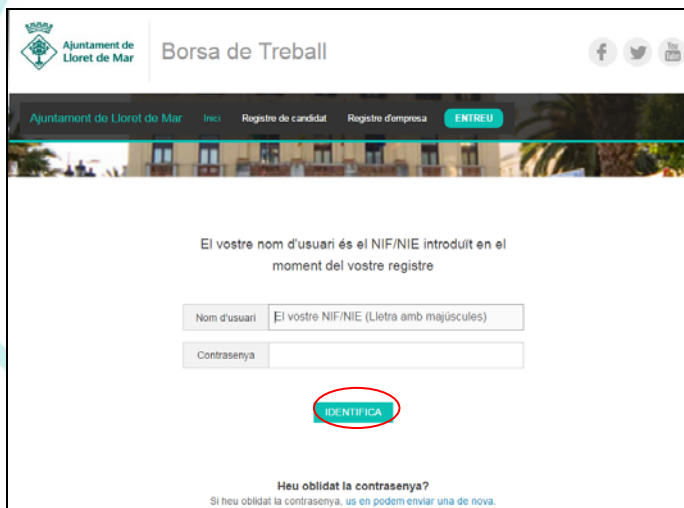 Ajuntament de
Lloret de Mar
Borsa de Treball
You
Tube
Ajuntament de Lloret de Mar Inici Registre de candidat Registre d'empresa ENTREU
El vostre nom d'usuari és el NIF/NIE introduït en el
moment del vostre registre
Nom d'usuari El vostre NIF/NIE (Lletra amb majúscules)
Contrasenya
IDENTIFICA
Heu oblidat la contrasenya?
Si heu oblidat la contrasenya, us en podem enviar una de nova.